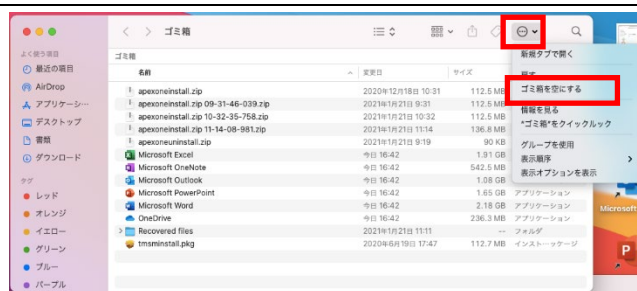 ゴミ箱
よく使う項目
最近の項目
AirDrop
アプリケーシ…
デスクトップ
書類
ダウンロード
タグ
レッド
オレンジ
イエロー
グリーン
ブルー
パープル
ゴミ箱
名前 変更日 サイズ
apexoneinstall.zip 2020年12月18日 10:31 112.5 MB
apexoneinstall.zip 09-31-46-039.zip 2021年1月21日 9:31 112.5 MB
apexoneinstall.zip 10-32-35-758.zip 2021年1月21日 10:32 112.5 MB
apexoneinstall.zip 11-14-08-981.zip 2021年1月21日 11:14 136.8 MB
apexoneuninstall.zip 2021年1月21日 9:19 90 KB
Microsoft Excel 今日 16:42 1.91 GB
Microsoft OneNote 今日 16:42 542.5 MB
Microsoft Outlook 今日 16:42 1.08 GB
Microsoft PowerPoint 今日 16:42 1.65 GB アプリケーション
Microsoft Word 今日 16:42 2.18 GB アプリケーション
OneDrive 今日 16:42 236.3 MB アプリケーション
Recovered files 2021年1月21日 11:11 -- フォルダ
tmsminstall.pkg 2020年6月19日 17:47 112.7 MB インストー…ッケージ
新規タブで開く
ゴミ箱を空にする
情報を見る
"ゴミ箱"をクイックルック
グループを使用
表示順序
表示オプションを表示
Microsoft
P